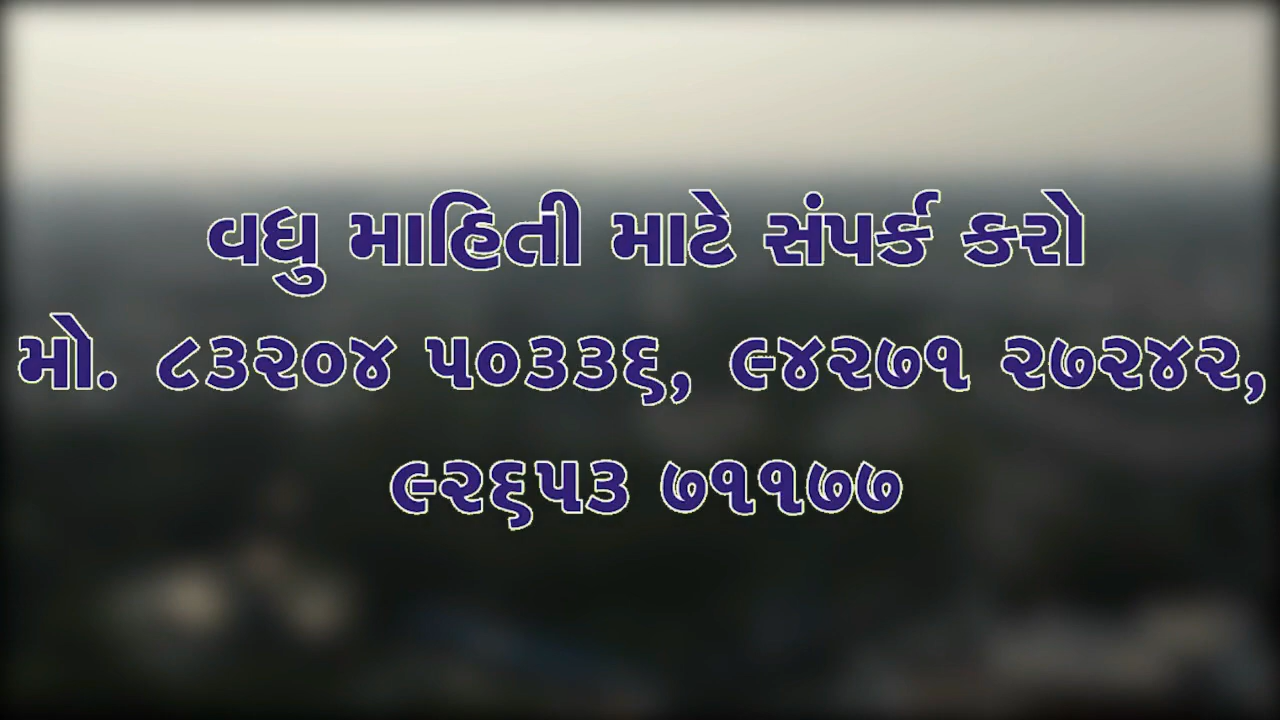 વધુ માહિતી માટે સંપર્ક કરો
મો. ૮૩૨૦૪ ૫૦૩૩૬, ૯૪૨૭૧ ૨૭૨૪૨,
૯૨૬૫૩ ૭૧૧૭૭